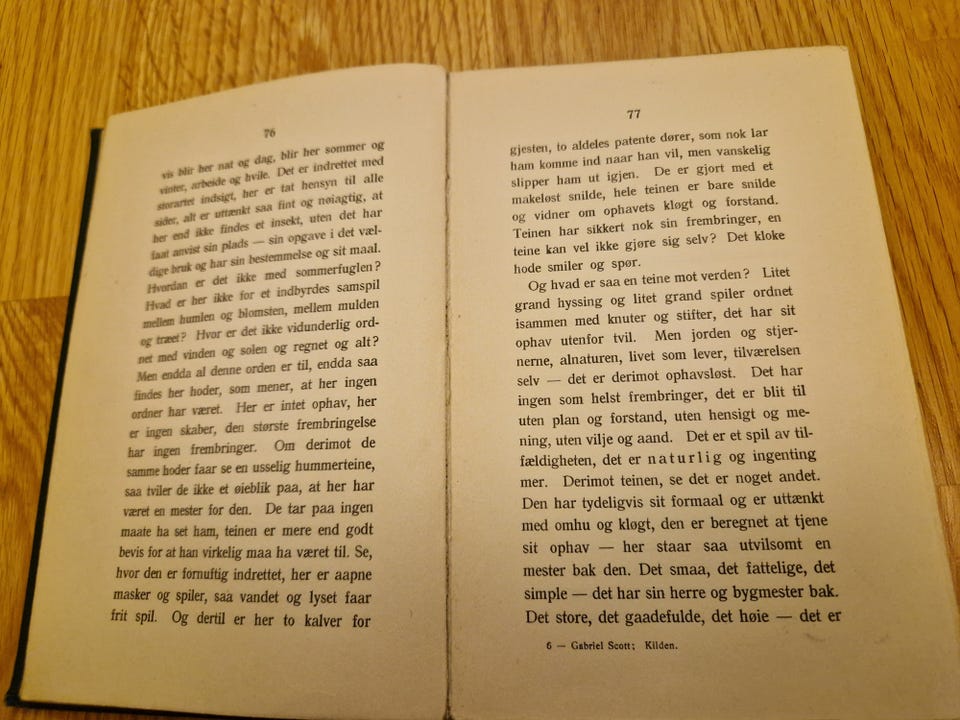 76
vis blir her nat og dag, blir her sommer og
vinter, arbeide og hvile. Det er indrettet med
storartet indsigt, her er tat hensyn til alle
sider, alt er uttænkt saa fint og nøiagtig, at
her end ikke findes et insekt, uten det har
faat anvist sin plads — sin opgave i det væl-
dige bruk og har sin bestemmelse og sit maal.
Hvordan er det ikke med sommerfuglen?
Hvad er her ikke for et indbyrdes samspil
mellem humlen og blomsten, mellem mulden
og træet? Hvor er det ikke vidunderlig ord-
net med vinden og solen og regnet og alt?
Men endda al denne orden er til, endda saa
findes her hoder, som mener, at her ingen
ordner har været. Her er intet ophav, her
er ingen skaber, den største frembringelse
har ingen frembringer. Om derimot de
samme hoder faar se en usselig hummerteine,
saa tviler de ikke et øieblik paa, at her har
været en mester for den. De tar paa ingen
maate ha set ham, teinen er mere end godt
bevis for at han virkelig maa ha været til. Se,
hvor den er fornuftig indrettet, her er aapne
masker og spiler, saa vandet og lyset faar
frit spil. Og dertil er her to kalver for
77
gjesten, to aldeles patente dører, som nok lar
ham komme ind naar han vil, men vanskelig
slipper ham ut igjen. De er gjort med et
makeløst snilde, hele teinen er bare snilde
og vidner om ophavets kløgt og forstand.
Teinen har sikkert nok sin frembringer, en
teine kan vel ikke gjøre sig selv? Det kloke
hode smiler og spør.
Og hvad er saa en teine mot verden? Litet
grand hyssing og litet grand spiler ordnet
isammen med knuter og stifter, det har sit
ophav utenfor tvil. Men jorden og stjer-
nerne, alnaturen, livet som lever, tilværelsen
selv — det er derimot ophavsløst. Det har
ingen som helst frembringer, det er blit til
uten plan og forstand, uten hensigt og me-
ning, uten vilje og aand. Det er et spil av til-
fældigheten, det er naturlig og ingenting
mer. Derimot teinen, se det er noget andet.
Den har tydeligvis sit formaal og er uttænkt
med omhu og kløgt, den er beregnet at tjene
sit ophav — her staar saa utvilsomt en
mester bak den. Det smaa, det fattelige, det
simple — det har sin herre og bygmester bak.
Det store, det gaadefulde, det høie — det er
6 — Gabriel Scott; Kilden.